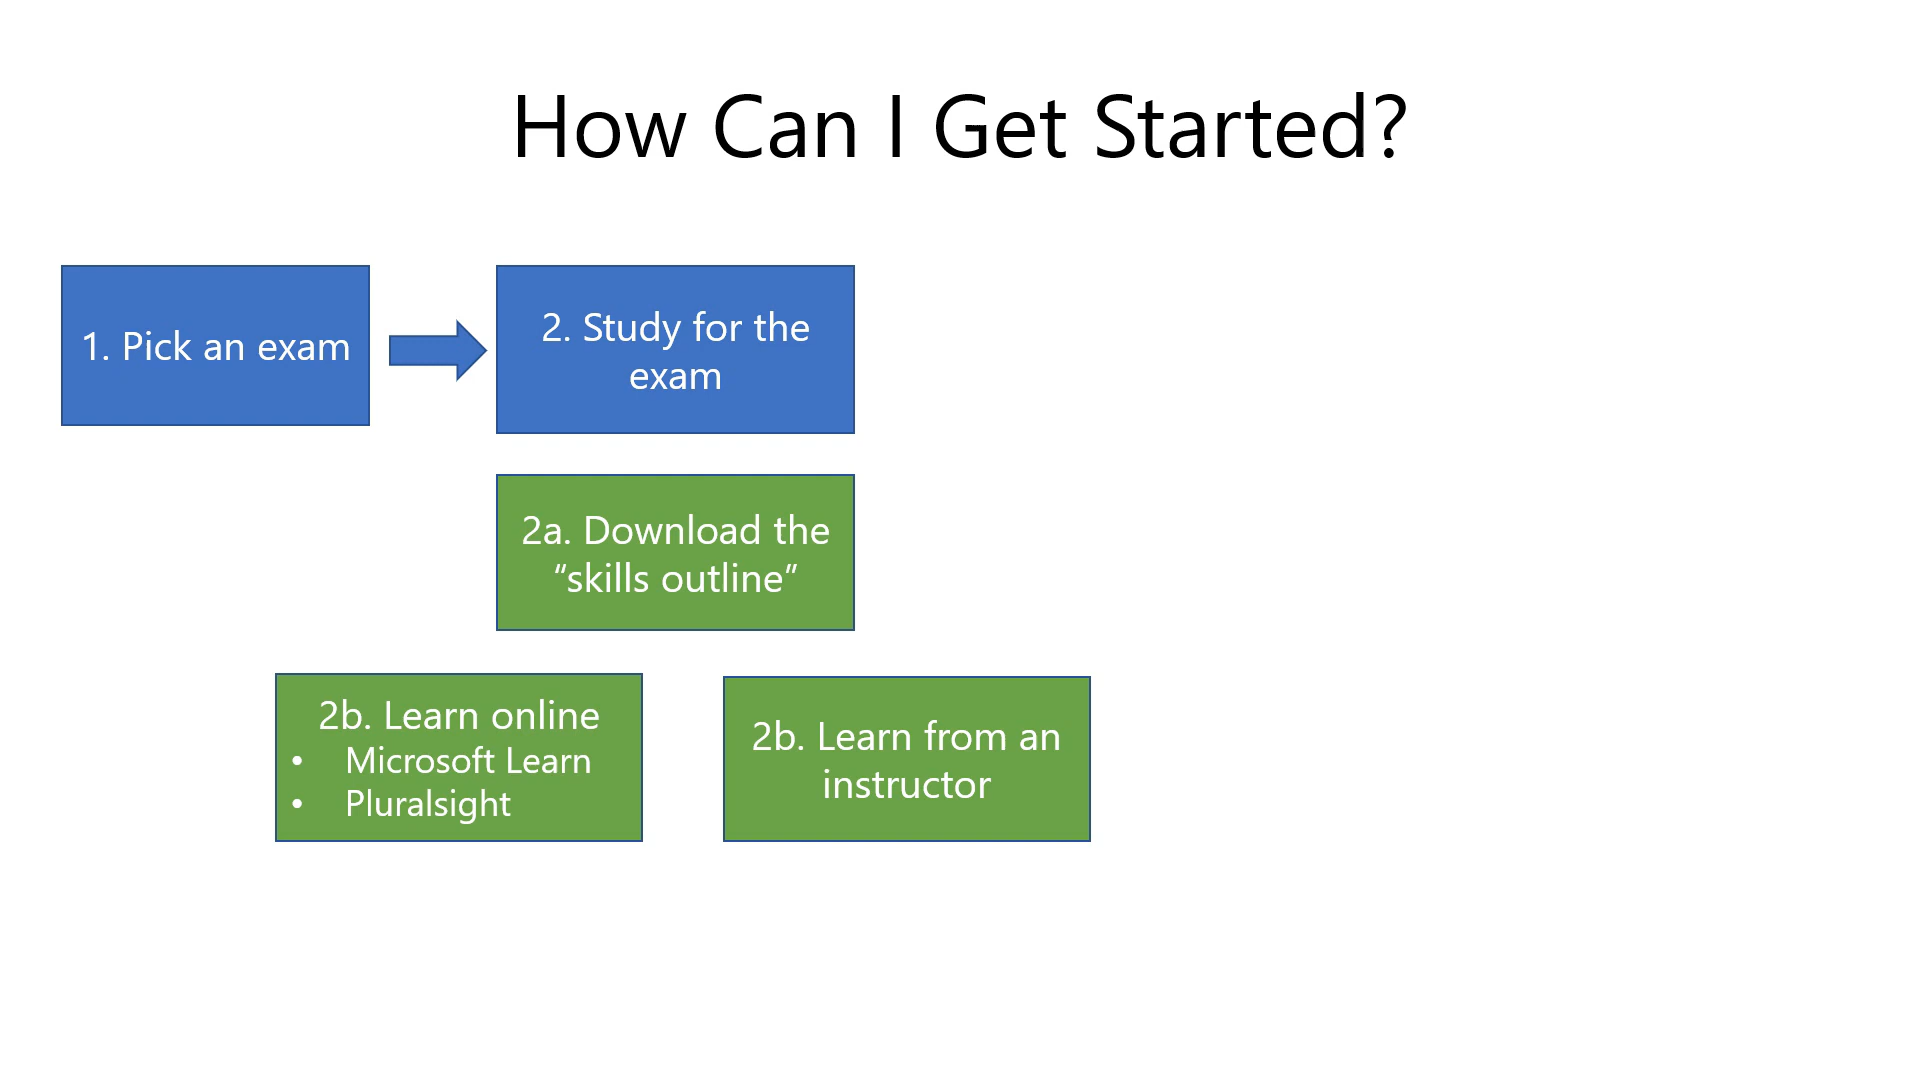 How Can I Get Started?
1. Pick an exam
2. Study for the
exam
2a. Download the
“skills outline”
2b. Learn online
• Microsoft Learn
• Pluralsight
2b. Learn from an
instructor